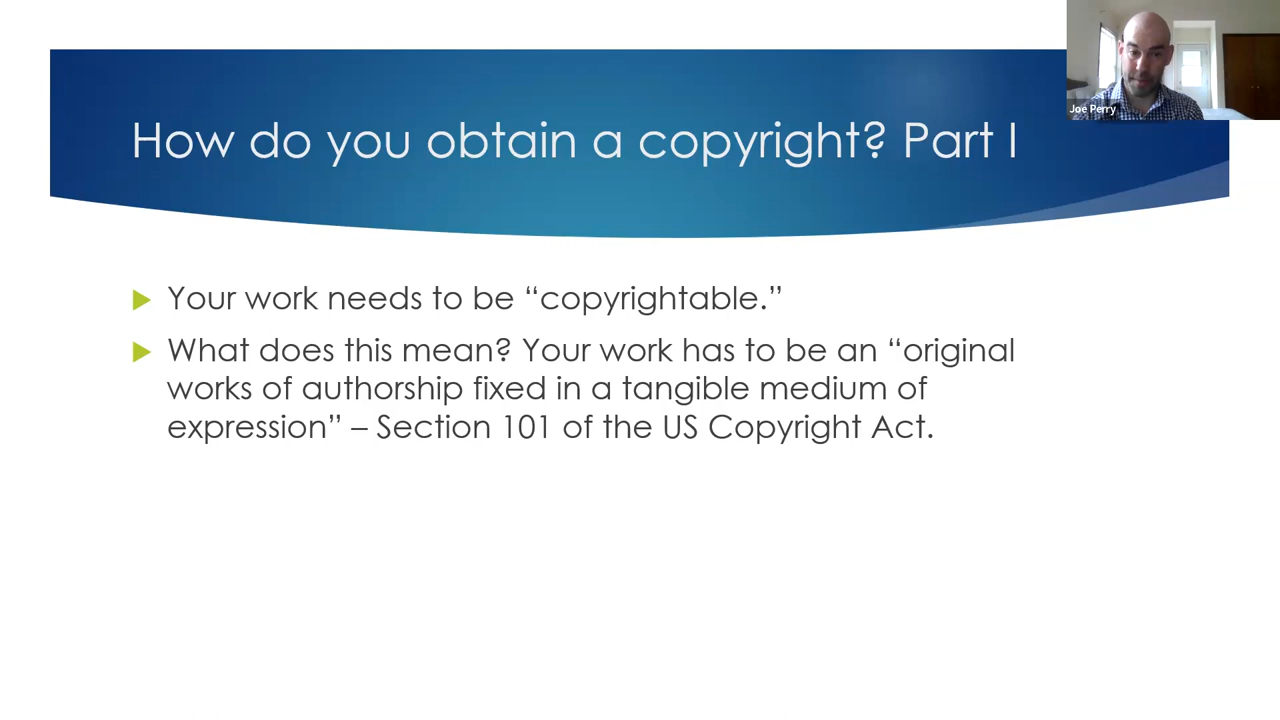 How do you obtain a copyright? Part I
Joe Perry
Your work needs to be “copyrightable.”
What does this mean? Your work has to be an “original
works of authorship fixed in a tangible medium of
expression” – Section 101 of the US Copyright Act.